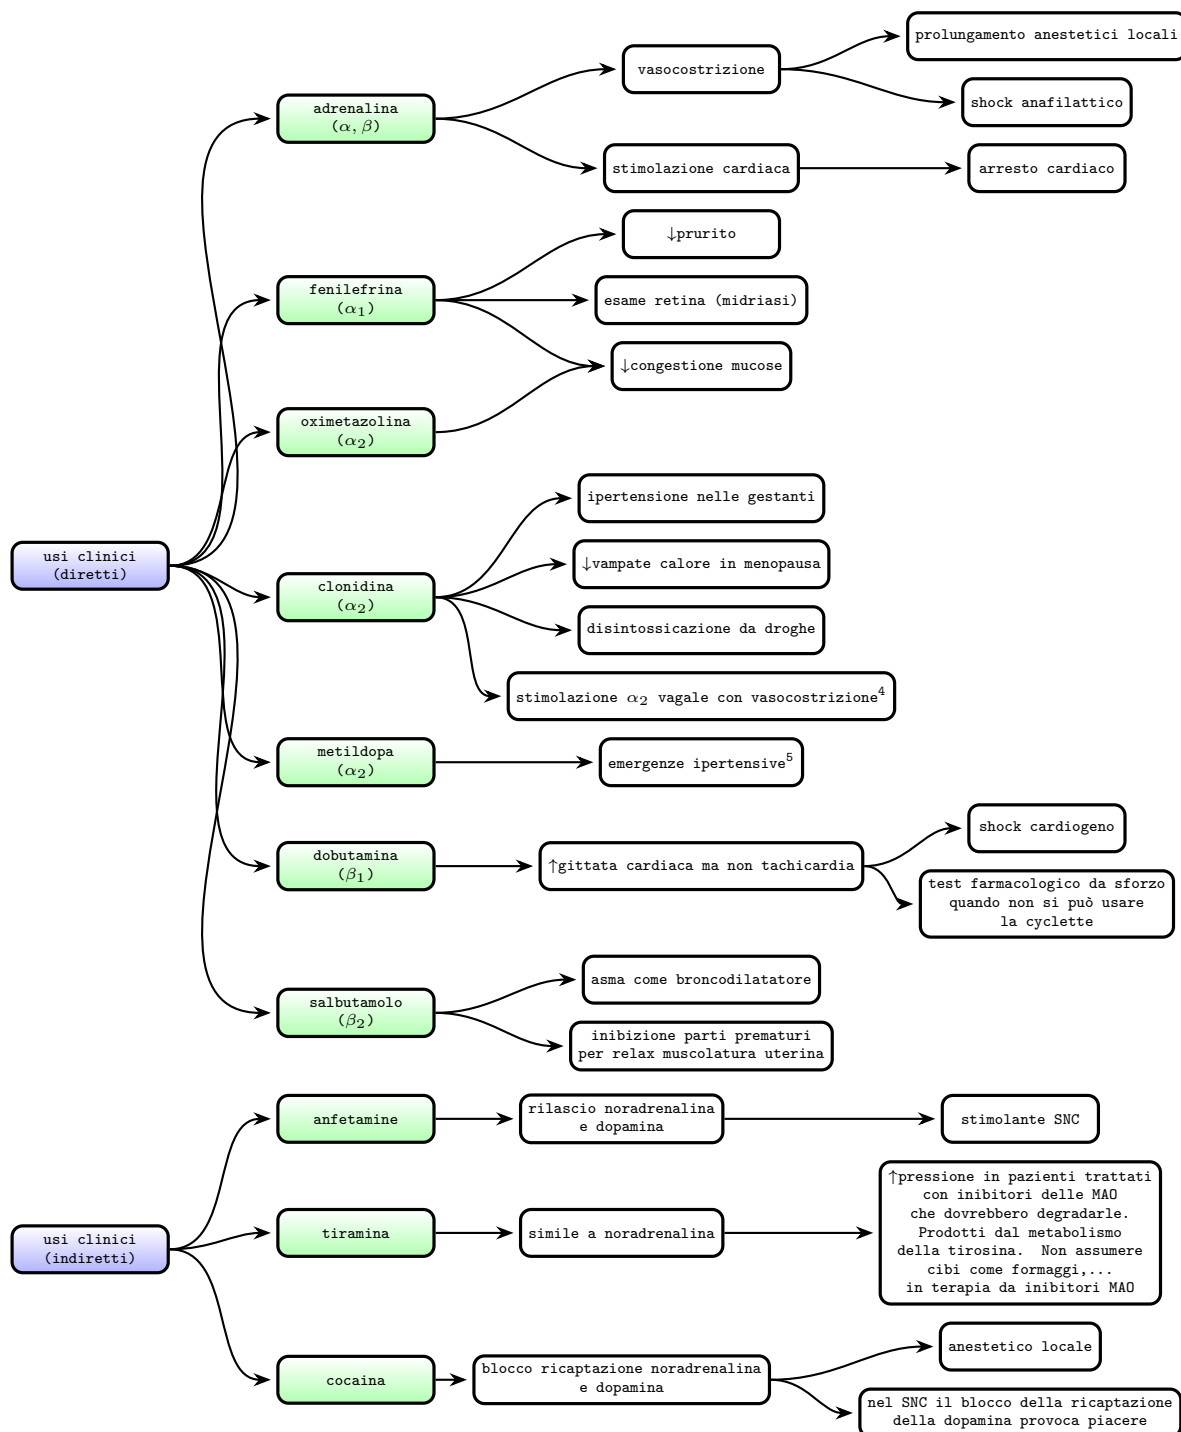 prolungamento anestetici locali
vasocostrizione
shock anafilattico
adrenalina
(α, β)
stimolazione cardiaca
arresto cardiaco
↓prurito
fenilefrina
(α₁)
esame retina (midriasi)
↓congestione mucose
oximetazolina
(α₂)
ipertensione nelle gestanti
usi clinici
(diretti)
↓vampate calore in menopausa
clonidina
(α₂)
disintossicazione da droghe
stimolazione α₂ vagale con vasocostrizione⁴
metildopa
(α₂)
emergenze ipertensive⁵
shock cardiogeno
dobutamina
(β₁)
↑gittata cardiaca ma non tachicardia
test farmacologico da sforzo
quando non si può usare
la cyclette
asma come broncodilatatore
salbutamolo
(β₂)
inibizione parti prematuri
per relax muscolatura uterina
anfetamine
rilascio noradrenalina
e dopamina
stimolante SNC
usi clinici
(indiretti)
tiramina
simile a noradrenalina
↑pressione in pazienti trattati
con inibitori delle MAO
che dovrebbero degradarle.
Prodotti dal metabolismo
della tirosina. Non assumere
cibi come formaggi,...
in terapia da inibitori MAO
anestetico locale
cocaina
blocco ricaptazione noradrenalina
e dopamina
nel SNC il blocco della ricaptazione
della dopamina provoca piacere